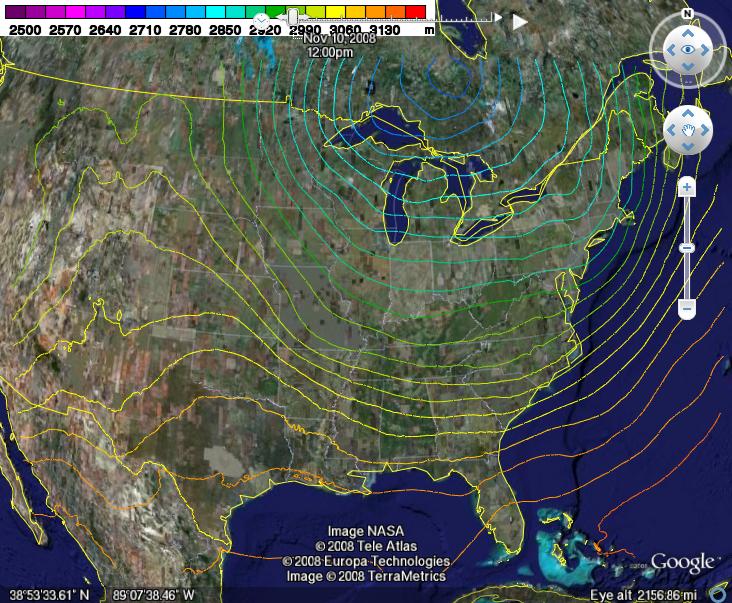 2500 2570 2640 2710 2780 2850 2920 2990 3060 3130 m
Nov 10, 2008
12:00pm
N
Image NASA
© 2008 Tele Atlas
© 2008 Europa Technologies
Image © 2008 TerraMetrics
Google
38°53'33.61" N 89°07'38.46" W
Eye alt 2156.86 mi